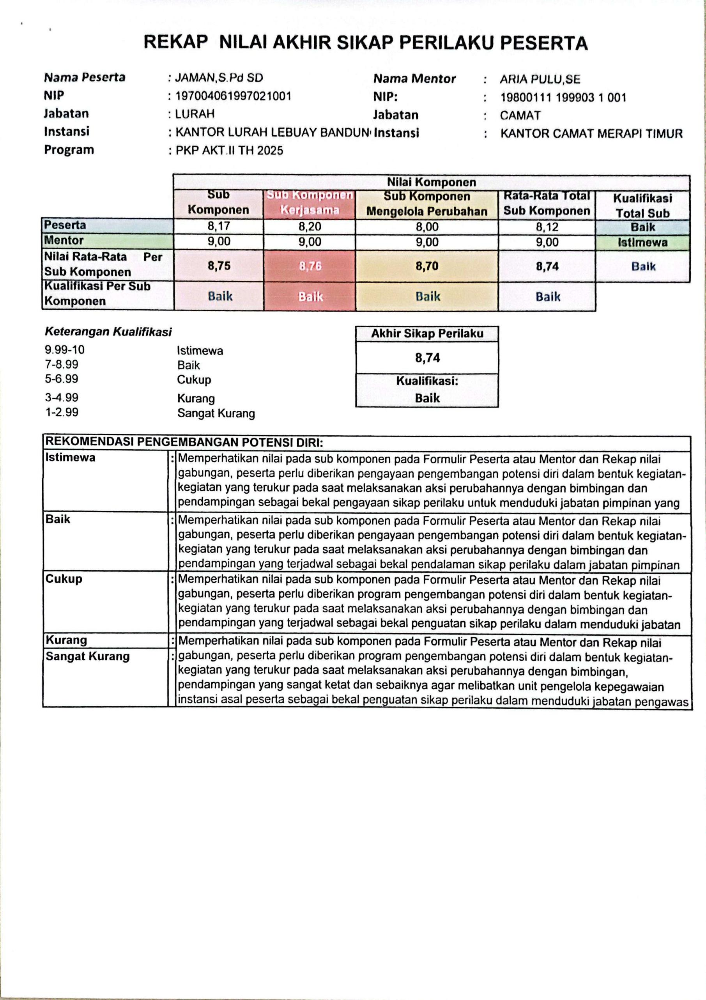 REKAP NILAI AKHIR SIKAP PERILAKU PESERTA
Nama Peserta : JAMAN,S.Pd SD Nama Mentor : ARIA PULU,SE
NIP : 197004061997021001 NIP: : 19800111 199903 1 001
Jabatan : LURAH Jabatan : CAMAT
Instansi : KANTOR LURAH LEBUAY BANDUN Instansi : KANTOR CAMAT MERAPI TIMUR
Program : PKP AKT.II TH 2025
Nilai Komponen
Sub Komponen Sub Komponen Kerjasama Sub Komponen Mengelola Perubahan Rata-Rata Total Sub Komponen Kualifikasi Total Sub
Peserta 8,17 8,20 8,00 8,12 Baik
Mentor 9,00 9,00 9,00 9,00 Istimewa
Nilai Rata-Rata Per Sub Komponen 8,75 8,76 8,70 8,74 Baik
Kualifikasi Per Sub Komponen Baik Baik Baik Baik
Keterangan Kualifikasi
9.99-10 Istimewa
7-8.99 Baik
5-6.99 Cukup
3-4.99 Kurang
1-2.99 Sangat Kurang
Akhir Sikap Perilaku
8,74
Kualifikasi:
Baik
REKOMENDASI PENGEMBANGAN POTENSI DIRI:
Istimewa : Memperhatikan nilai pada sub komponen pada Formulir Peserta atau Mentor dan Rekap nilai
gabungan, peserta perlu diberikan pengayaan pengembangan potensi diri dalam bentuk kegiatan-
kegiatan yang terukur pada saat melaksanakan aksi perubahannya dengan bimbingan dan
pendampingan sebagai bekal pengayaan sikap perilaku untuk menduduki jabatan pimpinan yang
Baik : Memperhatikan nilai pada sub komponen pada Formulir Peserta atau Mentor dan Rekap nilai
gabungan, peserta perlu diberikan pengayaan pengembangan potensi diri dalam bentuk kegiatan-
kegiatan yang terukur pada saat melaksanakan aksi perubahannya dengan bimbingan dan
pendampingan yang terjadwal sebagai bekal pendalaman sikap perilaku dalam jabatan pimpinan
Cukup : Memperhatikan nilai pada sub komponen pada Formulir Peserta atau Mentor dan Rekap nilai
gabungan, peserta perlu diberikan program pengembangan potensi diri dalam bentuk kegiatan-
kegiatan yang terukur pada saat melaksanakan aksi perubahannya dengan bimbingan dan
pendampingan yang terjadwal sebagai bekal penguatan sikap perilaku dalam menduduki jabatan
Kurang : Memperhatikan nilai pada sub komponen pada Formulir Peserta atau Mentor dan Rekap nilai
Sangat Kurang : gabungan, peserta perlu diberikan program pengembangan potensi diri dalam bentuk kegiatan-
kegiatan yang terukur pada saat melaksanakan aksi perubahannya dengan bimbingan,
pendampingan yang sangat ketat dan sebaiknya agar melibatkan unit pengelola kepegawaian
instansi asal peserta sebagai bekal penguatan sikap perilaku dalam menduduki jabatan pengawas